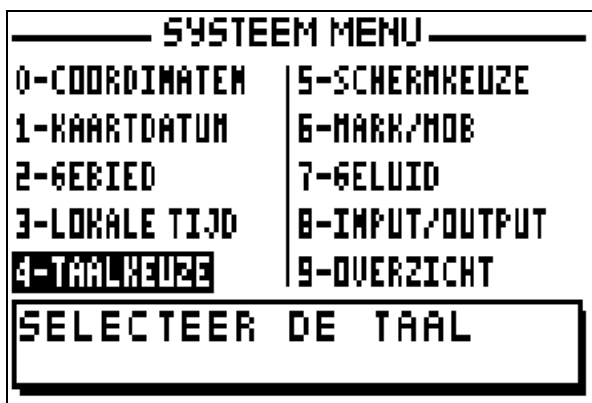 SYSTEEM MENU
0-COORDINATEN
1-KAARTDATUM
2-GEBIED
3-LOKALE TIJD
4-TAALKEUZE
5-SCHERMKEUZE
6-MARK/MOB
7-GELUID
8-INPUT/OUTPUT
9-OVERZICHT
SELECTEER DE TAAL